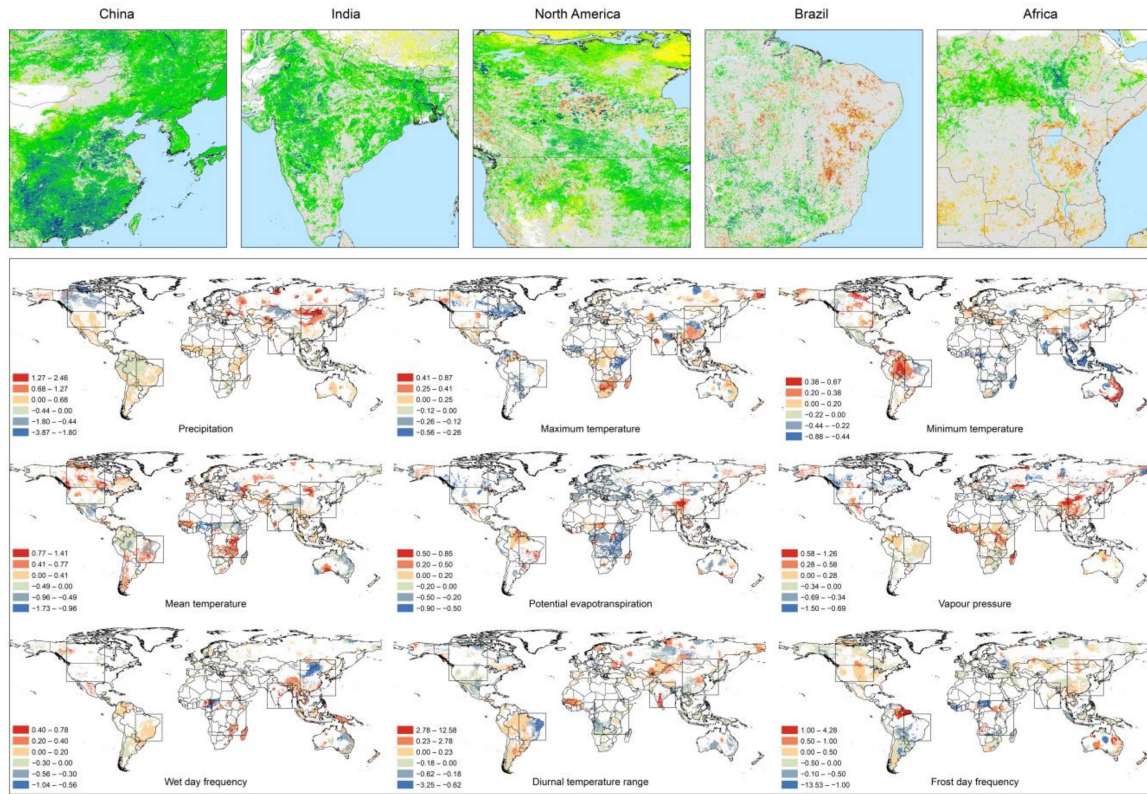 China
India
North America
Brazil
Africa
1.27 – 2.46
0.68 – 1.27
0.00 – 0.68
−0.44 – 0.00
−1.80 – −0.44
−3.87 – −1.80
Precipitation
0.41 – 0.87
0.25 – 0.41
0.00 – 0.25
−0.12 – 0.00
−0.26 – −0.12
−0.56 – −0.26
Maximum temperature
0.38 – 0.67
0.20 – 0.38
0.00 – 0.20
−0.22 – 0.00
−0.44 – −0.22
−0.88 – −0.44
Minimum temperature
0.77 – 1.41
0.41 – 0.77
0.00 – 0.41
−0.49 – 0.00
−0.96 – −0.49
−1.73 – −0.96
Mean temperature
0.50 – 0.85
0.20 – 0.50
0.00 – 0.20
−0.20 – 0.00
−0.50 – −0.20
−0.90 – −0.50
Potential evapotranspiration
0.58 – 1.26
0.28 – 0.58
0.00 – 0.28
−0.34 – 0.00
−0.69 – −0.34
−1.50 – −0.69
Vapour pressure
0.40 – 0.78
0.20 – 0.40
0.00 – 0.20
−0.30 – 0.00
−0.56 – −0.30
−1.04 – −0.56
Wet day frequency
2.78 – 12.58
0.23 – 2.78
0.00 – 0.23
−0.18 – 0.00
−0.62 – −0.18
−3.25 – −0.62
Diurnal temperature range
1.00 – 4.28
0.50 – 1.00
0.00 – 0.50
−0.50 – 0.00
−0.10 – −0.50
−13.53 – −1.00
Frost day frequency